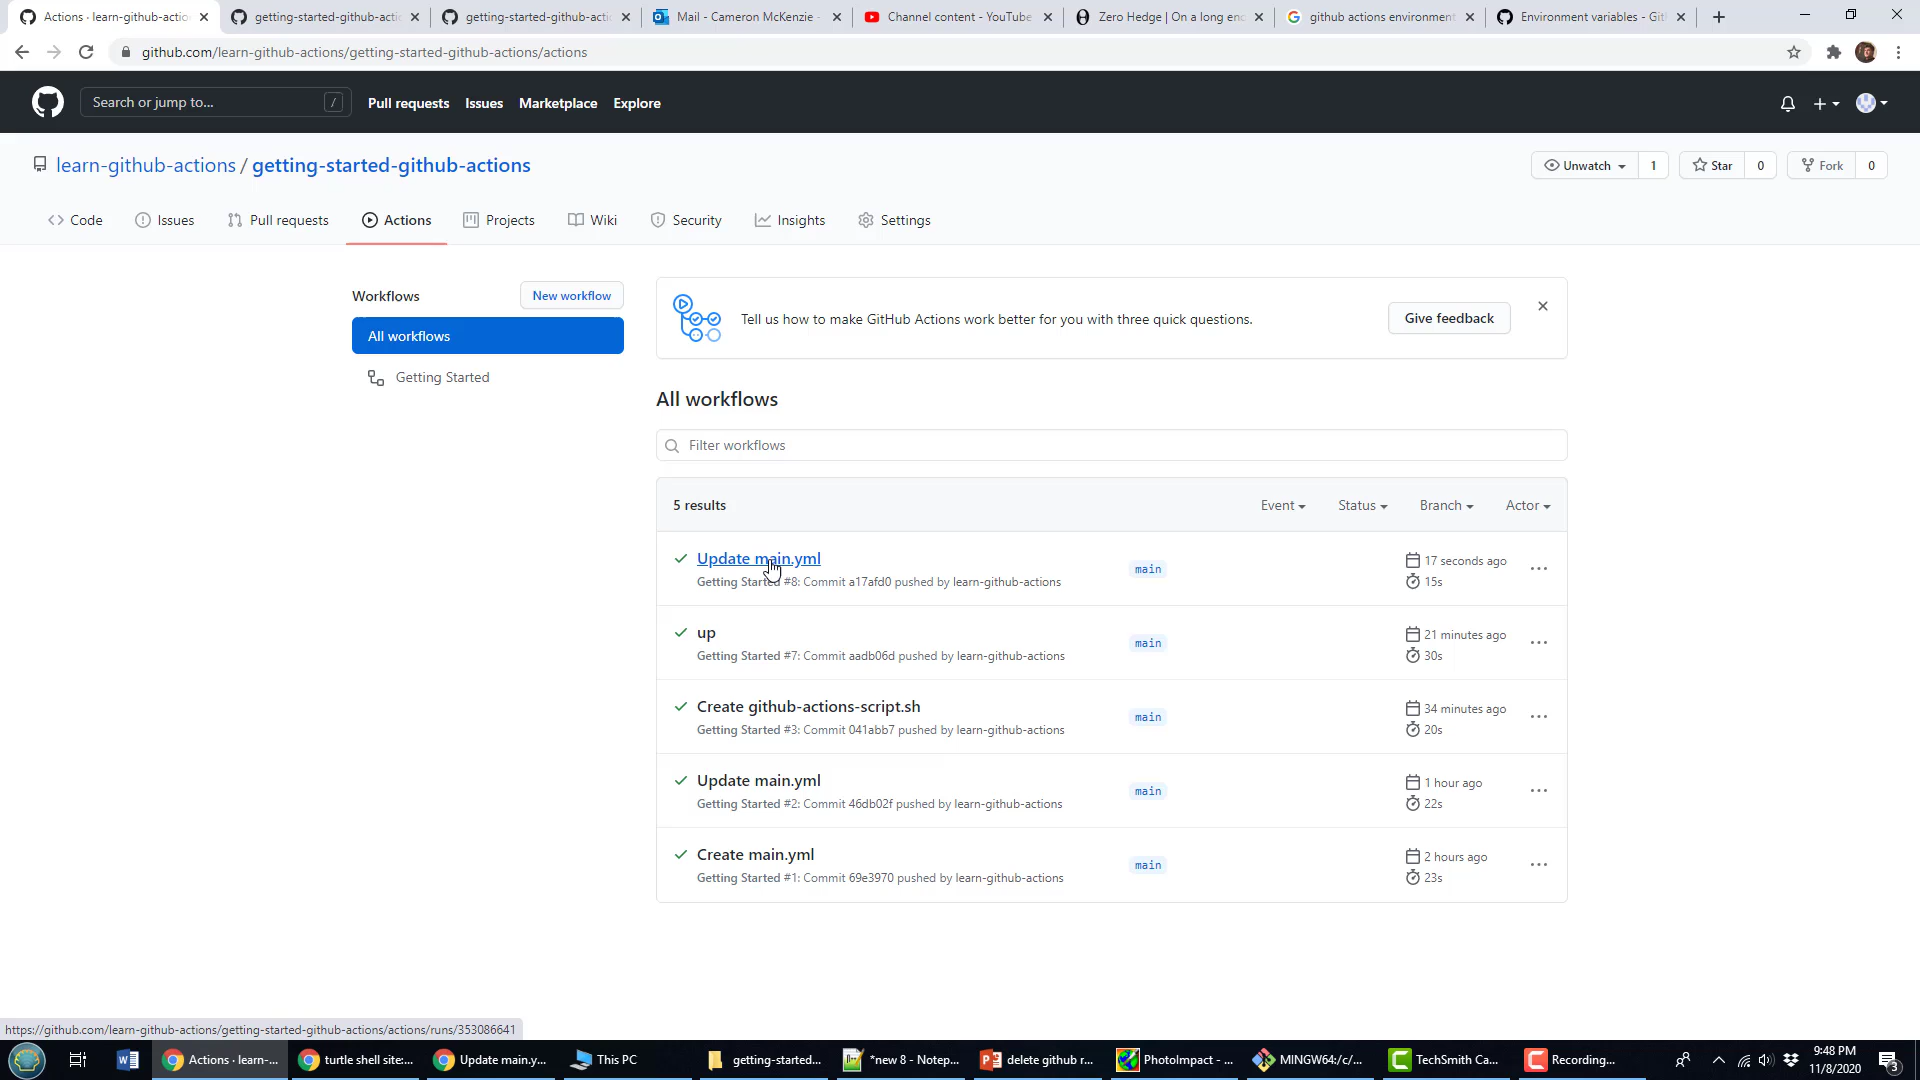 Actions · learn-github-actio
getting-started-github-actio
getting-started-github-actio
Mail - Cameron McKenzie -
Channel content - YouTube
Zero Hedge | On a long en
github actions environment
Environment variables - Git
github.com/learn-github-actions/getting-started-github-actions/actions
Search or jump to... /
Pull requests Issues Marketplace Explore
learn-github-actions / getting-started-github-actions
Unwatch 1 Star 0 Fork 0
Code Issues Pull requests Actions Projects Wiki Security Insights Settings
Workflows New workflow
All workflows
Getting Started
Tell us how to make GitHub Actions work better for you with three quick questions. Give feedback
All workflows
Filter workflows
5 results Event Status Branch Actor
Update main.yml main 17 seconds ago
Getting Started #8: Commit a17afd0 pushed by learn-github-actions 15s
up main 21 minutes ago
Getting Started #7: Commit aadb06d pushed by learn-github-actions 30s
Create github-actions-script.sh main 34 minutes ago
Getting Started #3: Commit 041abb7 pushed by learn-github-actions 20s
Update main.yml main 1 hour ago
Getting Started #2: Commit 46db02f pushed by learn-github-actions 22s
Create main.yml main 2 hours ago
Getting Started #1: Commit 69e3970 pushed by learn-github-actions 23s
https://github.com/learn-github-actions/getting-started-github-actions/actions/runs/353086641
Actions · learn-...
turtle shell site:...
Update main.y...
This PC
getting-started...
*new 8 - Notep...
delete github r...
PhotoImpact - ...
MINGW64:/c/...
TechSmith Ca...
Recording...
9:48 PM
11/8/2020
3